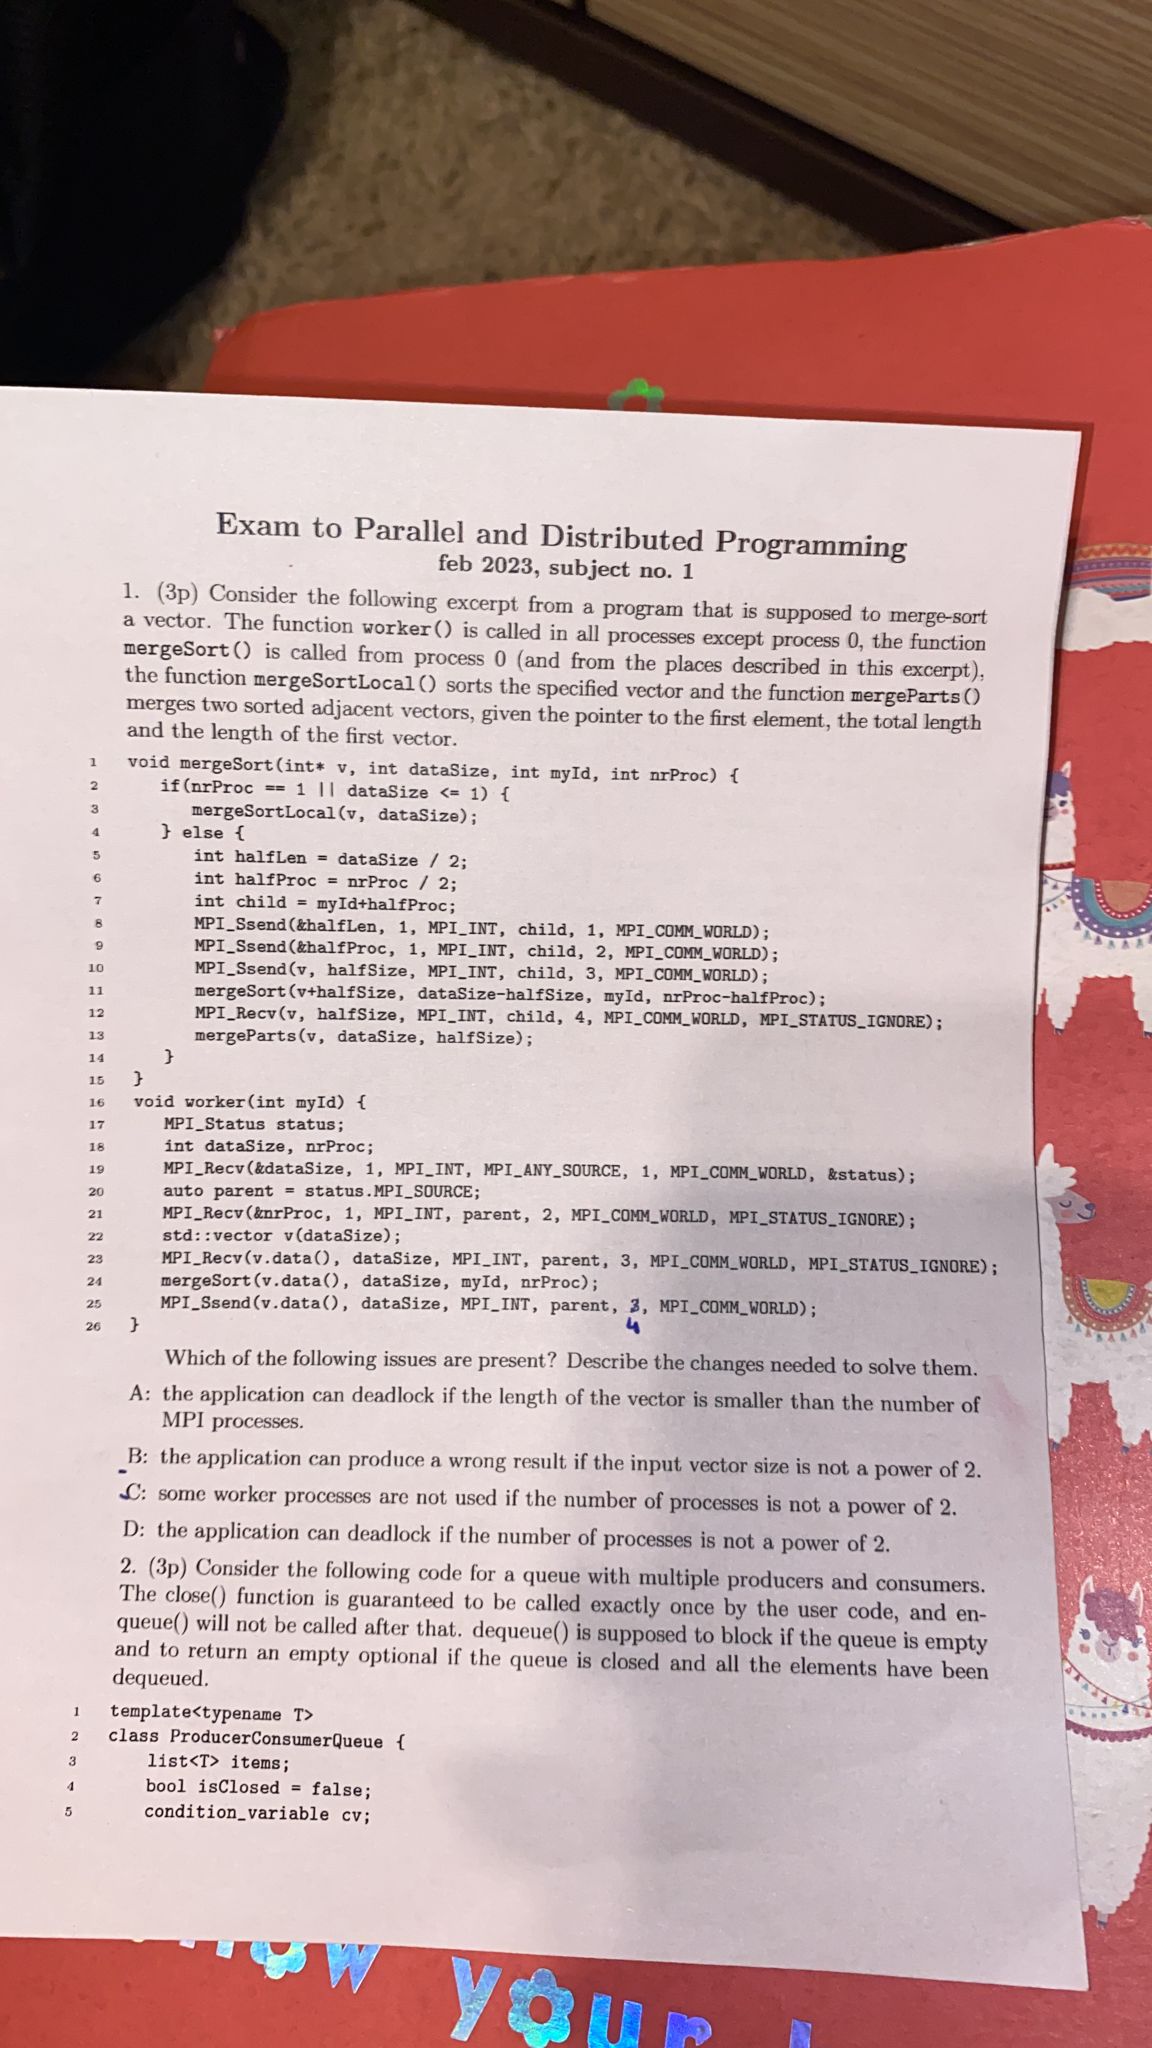 Exam to Parallel and Distributed Programming
feb 2023, subject no. 1
1. (3p) Consider the following excerpt from a program that is supposed to merge-sort
a vector. The function worker() is called in all processes except process 0, the function
mergeSort() is called from process 0 (and from the places described in this excerpt),
the function mergeSortLocal() sorts the specified vector and the function mergeParts()
merges two sorted adjacent vectors, given the pointer to the first element, the total length
and the length of the first vector.
1 void mergeSort(int* v, int dataSize, int myId, int nrProc) {
2 if(nrProc == 1 || dataSize <= 1) {
3 mergeSortLocal(v, dataSize);
4 } else {
5 int halfLen = dataSize / 2;
6 int halfProc = nrProc / 2;
7 int child = myId+halfProc;
8 MPI_Ssend(&halfLen, 1, MPI_INT, child, 1, MPI_COMM_WORLD);
9 MPI_Ssend(&halfProc, 1, MPI_INT, child, 2, MPI_COMM_WORLD);
10 MPI_Ssend(v, halfSize, MPI_INT, child, 3, MPI_COMM_WORLD);
11 mergeSort(v+halfSize, dataSize-halfSize, myId, nrProc-halfProc);
12 MPI_Recv(v, halfSize, MPI_INT, child, 4, MPI_COMM_WORLD, MPI_STATUS_IGNORE);
13 mergeParts(v, dataSize, halfSize);
14 }
15 }
16 void worker(int myId) {
17 MPI_Status status;
18 int dataSize, nrProc;
19 MPI_Recv(&dataSize, 1, MPI_INT, MPI_ANY_SOURCE, 1, MPI_COMM_WORLD, &status);
20 auto parent = status.MPI_SOURCE;
21 MPI_Recv(&nrProc, 1, MPI_INT, parent, 2, MPI_COMM_WORLD, MPI_STATUS_IGNORE);
22 std::vector v(dataSize);
23 MPI_Recv(v.data(), dataSize, MPI_INT, parent, 3, MPI_COMM_WORLD, MPI_STATUS_IGNORE);
24 mergeSort(v.data(), dataSize, myId, nrProc);
25 MPI_Ssend(v.data(), dataSize, MPI_INT, parent, 3, MPI_COMM_WORLD);
4
26 }
Which of the following issues are present? Describe the changes needed to solve them.
A: the application can deadlock if the length of the vector is smaller than the number of
MPI processes.
B: the application can produce a wrong result if the input vector size is not a power of 2.
C: some worker processes are not used if the number of processes is not a power of 2.
D: the application can deadlock if the number of processes is not a power of 2.
2. (3p) Consider the following code for a queue with multiple producers and consumers.
The close() function is guaranteed to be called exactly once by the user code, and en-
queue() will not be called after that. dequeue() is supposed to block if the queue is empty
and to return an empty optional if the queue is closed and all the elements have been
dequeued.
1 template<typename T>
2 class ProducerConsumerQueue {
3 list<T> items;
4 bool isClosed = false;
5 condition_variable cv;
your